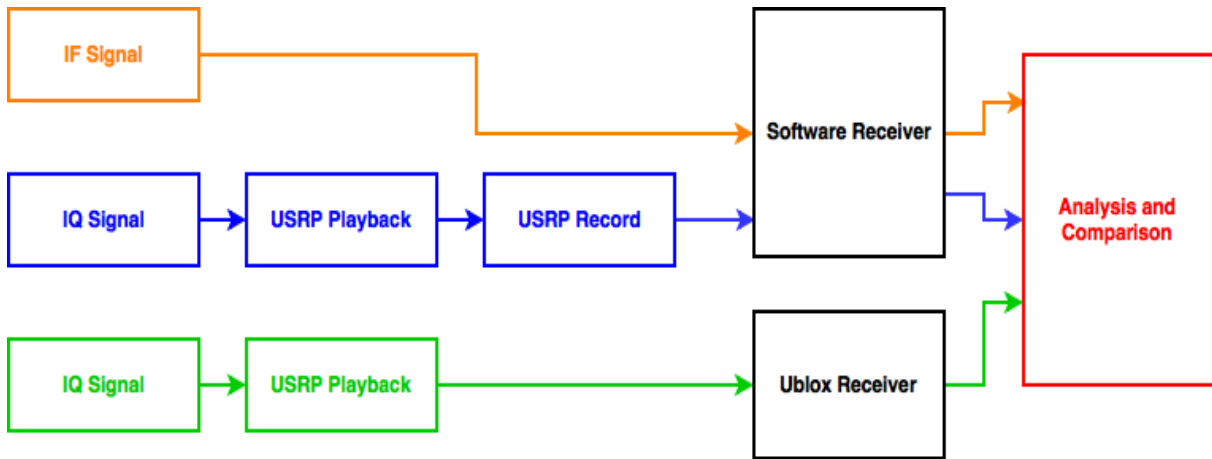 IF Signal
Software Receiver
IQ Signal
USRP Playback
USRP Record
Analysis and
Comparison
IQ Signal
USRP Playback
Ublox Receiver